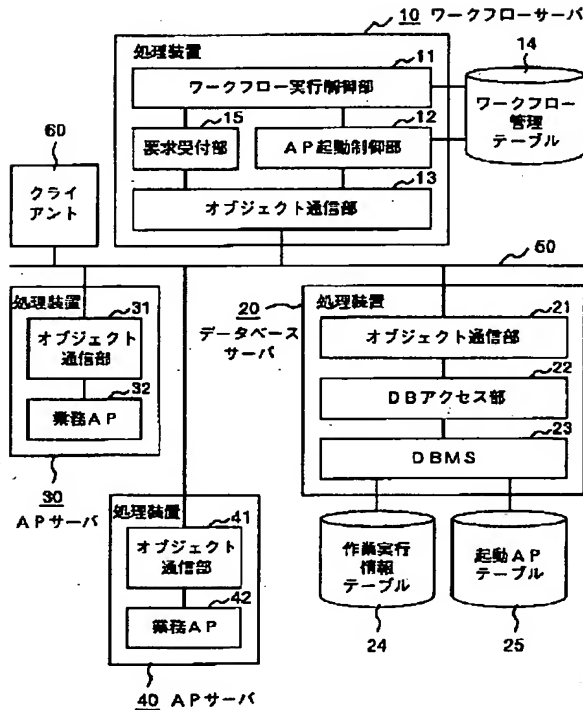 10 ワークフローサーバ
処理装置
11
ワークフロー実行制御部
14
ワークフロー
管理
テーブル
15
要求受付部
12
AP起動制御部
13
オブジェクト通信部
60
クライ
アント
50
処理装置
31
オブジェクト
通信部
32
業務AP
30
APサーバ
処理装置
41
オブジェクト
通信部
42
業務AP
40 APサーバ
20
データベース
サーバ
処理装置
21
オブジェクト通信部
22
DBアクセス部
23
DBMS
作業実行
情報
テーブル
24
起動AP
テーブル
25